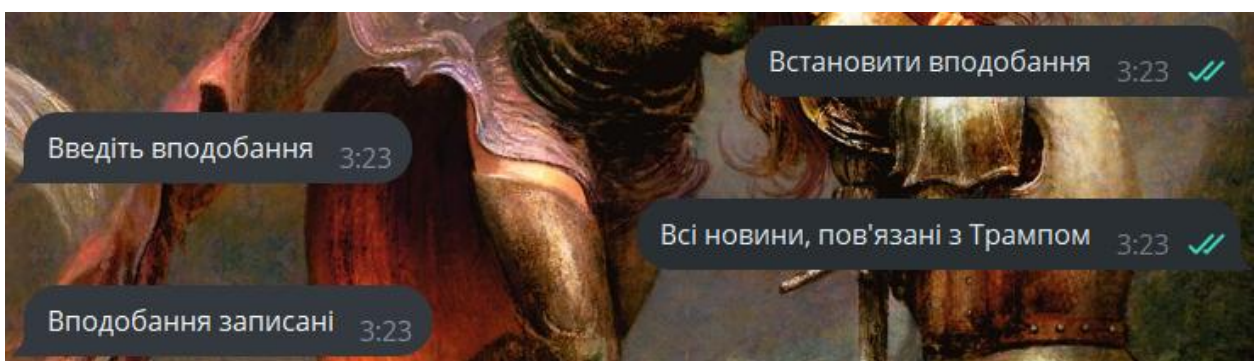 Встановити вподобання 3:23
Введіть вподобання 3:23
Всі новини, пов'язані з Трампом 3:23
Вподобання записані 3:23